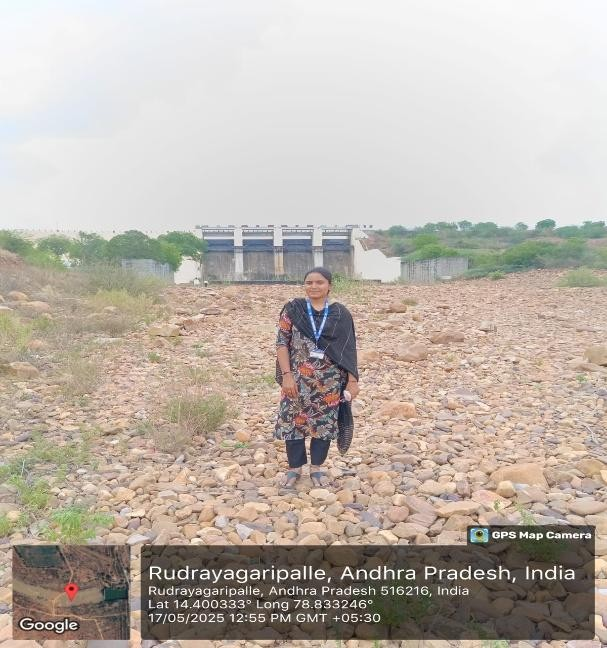 GPS Map Camera
Rudrayagaripalle, Andhra Pradesh, India
Rudrayagaripalle, Andhra Pradesh 516216, India
Lat 14.400333° Long 78.833246°
17/05/2025 12:55 PM GMT +05:30
Google